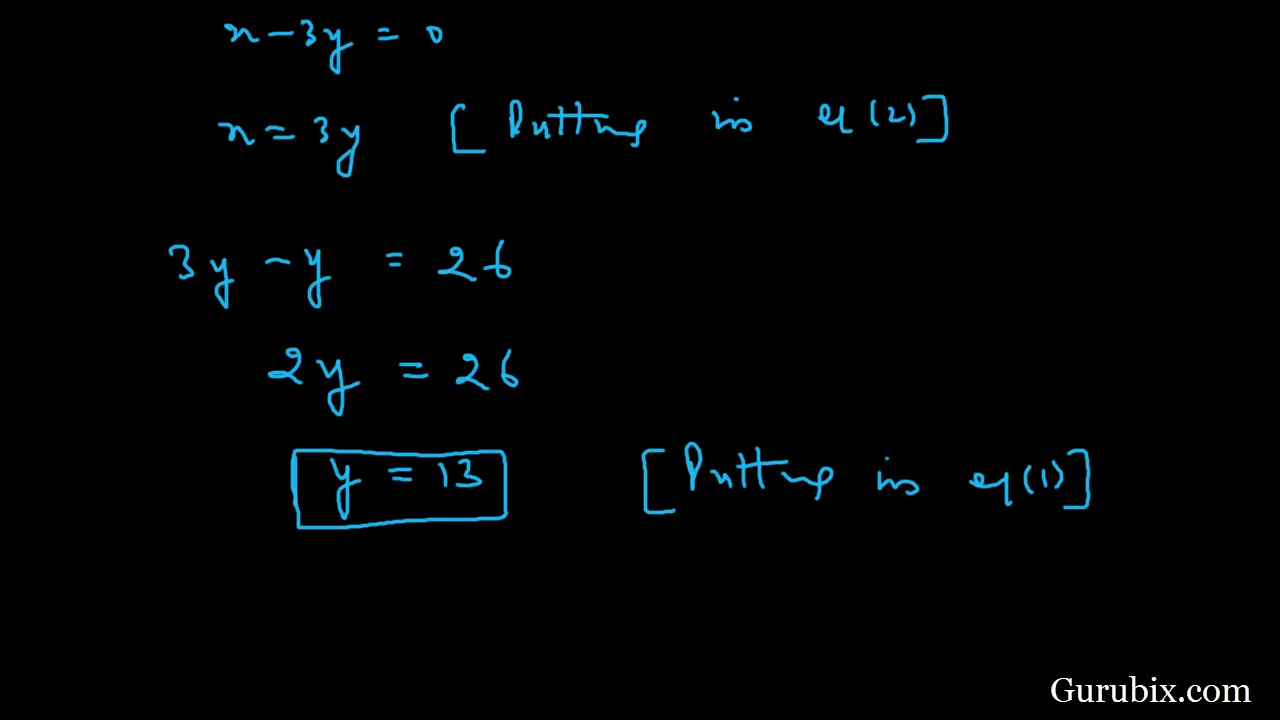 x - 3y = 0
x = 3y [Putting in eq (2)]
3y - y = 26
2y = 26
y = 13 [Putting in eq (1)]
Gurubix.com